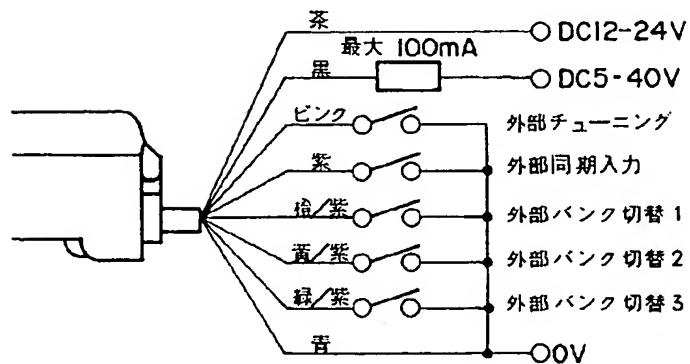 茶 DC12-24V
最大 100mA
黒 DC5-40V
ピンク 外部チューニング
紫 外部同期入力
橙/紫 外部バンク切替1
黄/紫 外部バンク切替2
緑/紫 外部バンク切替3
青 0V